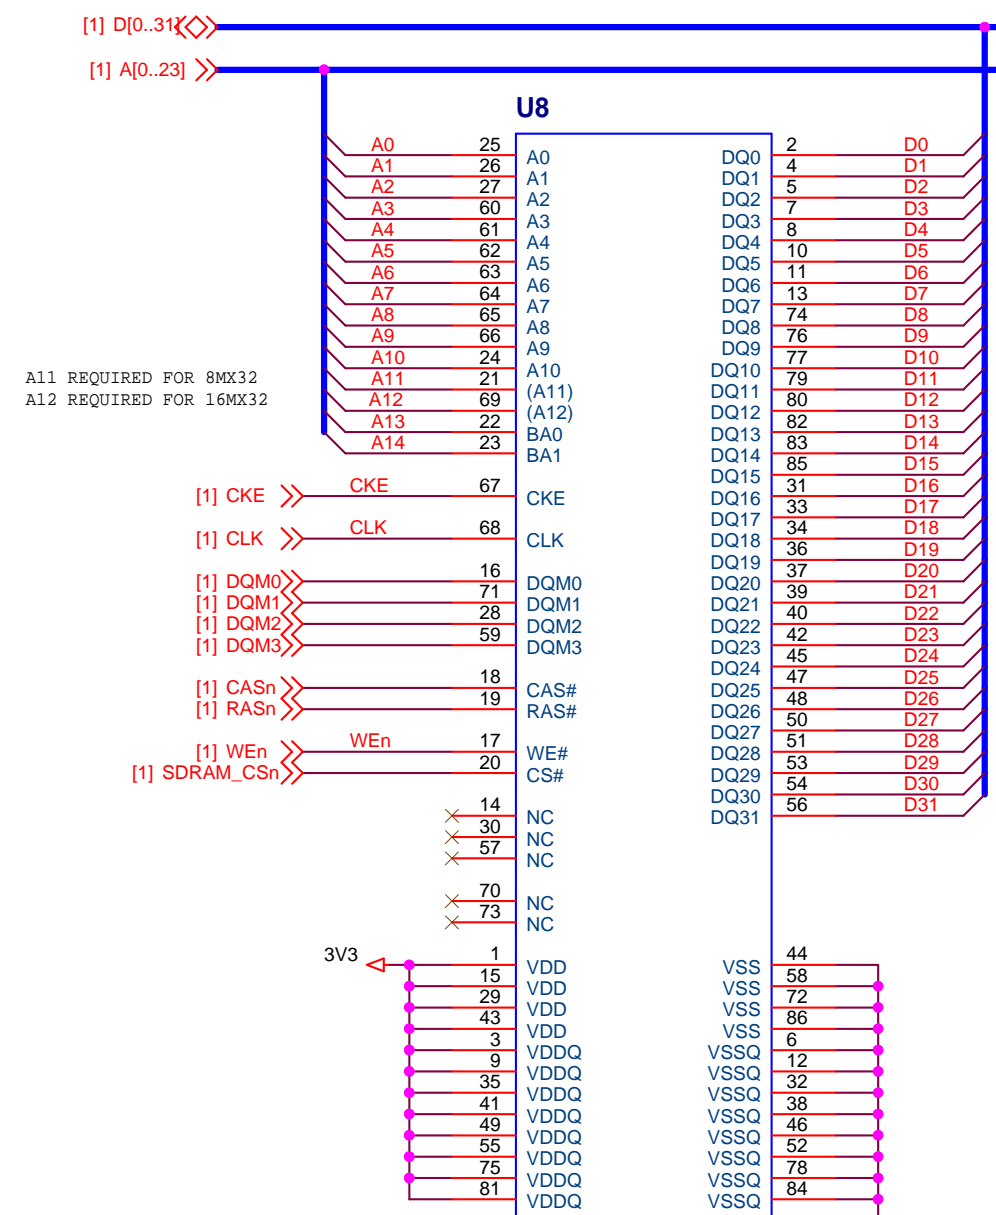 [1] D[0..31]
[1] A[0..23]
U8
A0 25 A0 DQ0 2 D0
A1 26 A1 DQ1 4 D1
A2 27 A2 DQ2 5 D2
A3 60 A3 DQ3 7 D3
A4 61 A4 DQ4 8 D4
A5 62 A5 DQ5 10 D5
A6 63 A6 DQ6 11 D6
A7 64 A7 DQ7 13 D7
A8 65 A8 DQ8 74 D8
A9 66 A9 DQ9 76 D9
A10 24 A10 DQ10 77 D10
A11 REQUIRED FOR 8MX32 A11 21 (A11) DQ11 79 D11
A12 REQUIRED FOR 16MX32 A12 69 (A12) DQ12 80 D12
A13 22 BA0 DQ13 82 D13
A14 23 BA1 DQ14 83 D14
DQ15 85 D15
[1] CKE CKE 67 CKE DQ16 31 D16
DQ17 33 D17
[1] CLK CLK 68 CLK DQ18 34 D18
DQ19 36 D19
[1] DQM0 16 DQM0 DQ20 37 D20
[1] DQM1 71 DQM1 DQ21 39 D21
[1] DQM2 28 DQM2 DQ22 40 D22
[1] DQM3 59 DQM3 DQ23 42 D23
DQ24 45 D24
[1] CASn 18 CAS# DQ25 47 D25
[1] RASn 19 RAS# DQ26 48 D26
DQ27 50 D27
[1] WEn WEn 17 WE# DQ28 51 D28
[1] SDRAM_CSn 20 CS# DQ29 53 D29
DQ30 54 D30
14 NC DQ31 56 D31
30 NC
57 NC
70 NC
73 NC
3V3 1 VDD VSS 44
15 VDD VSS 58
29 VDD VSS 72
43 VDD VSS 86
3 VDDQ VSSQ 6
9 VDDQ VSSQ 12
35 VDDQ VSSQ 32
41 VDDQ VSSQ 38
49 VDDQ VSSQ 46
55 VDDQ VSSQ 52
75 VDDQ VSSQ 78
81 VDDQ VSSQ 84